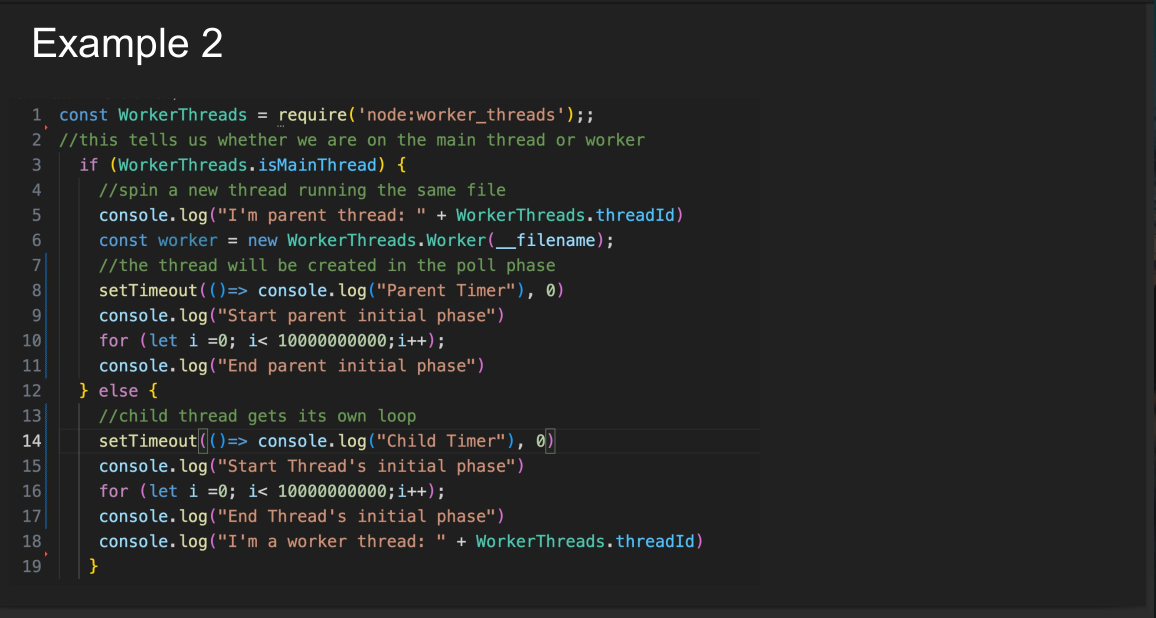 Example 2
1 const WorkerThreads = require('node:worker_threads');;
2 //this tells us whether we are on the main thread or worker
3 if (WorkerThreads.isMainThread) {
4 //spin a new thread running the same file
5 console.log("I'm parent thread: " + WorkerThreads.threadId)
6 const worker = new WorkerThreads.Worker(__filename);
7 //the thread will be created in the poll phase
8 setTimeout(()=> console.log("Parent Timer"), 0)
9 console.log("Start parent initial phase")
10 for (let i =0; i< 10000000000;i++);
11 console.log("End parent initial phase")
12 } else {
13 //child thread gets its own loop
14 setTimeout(()=> console.log("Child Timer"), 0)
15 console.log("Start Thread's initial phase")
16 for (let i =0; i< 10000000000;i++);
17 console.log("End Thread's initial phase")
18 console.log("I'm a worker thread: " + WorkerThreads.threadId)
19 }